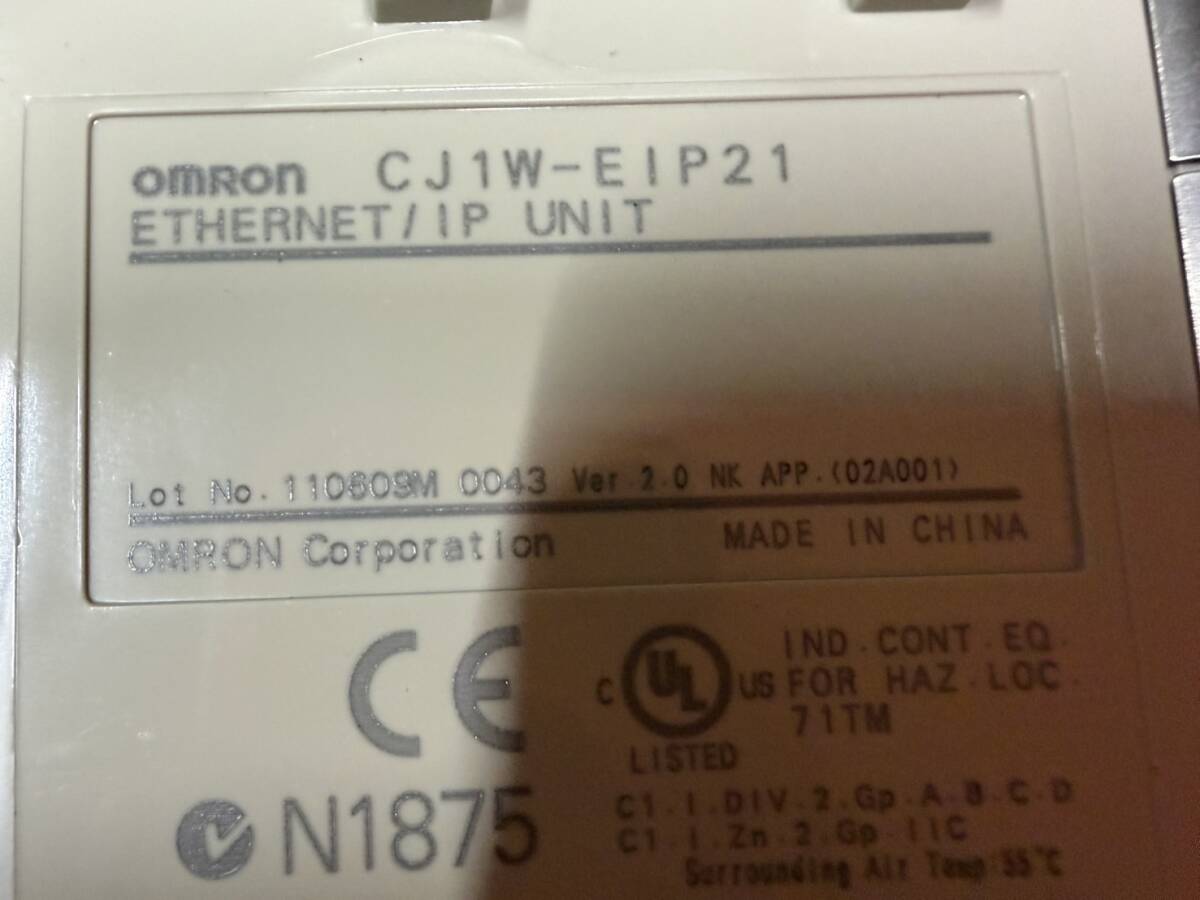 OMRON CJ1W-EIP21
ETHERNET/IP UNIT
Lot No. 110609M 0043 Ver 2.0 NK APP.(02A001)
OMRON Corporation MADE IN CHINA
CE
C UL US
LISTED
IND.CONT.EQ.
FOR HAZ.LOC.
71TM
N1875
C1.I.DIV.2.Gp.A.B.C.D
C1.I.Zn.2.Gp.IIC
Surrounding Air Temp:55℃